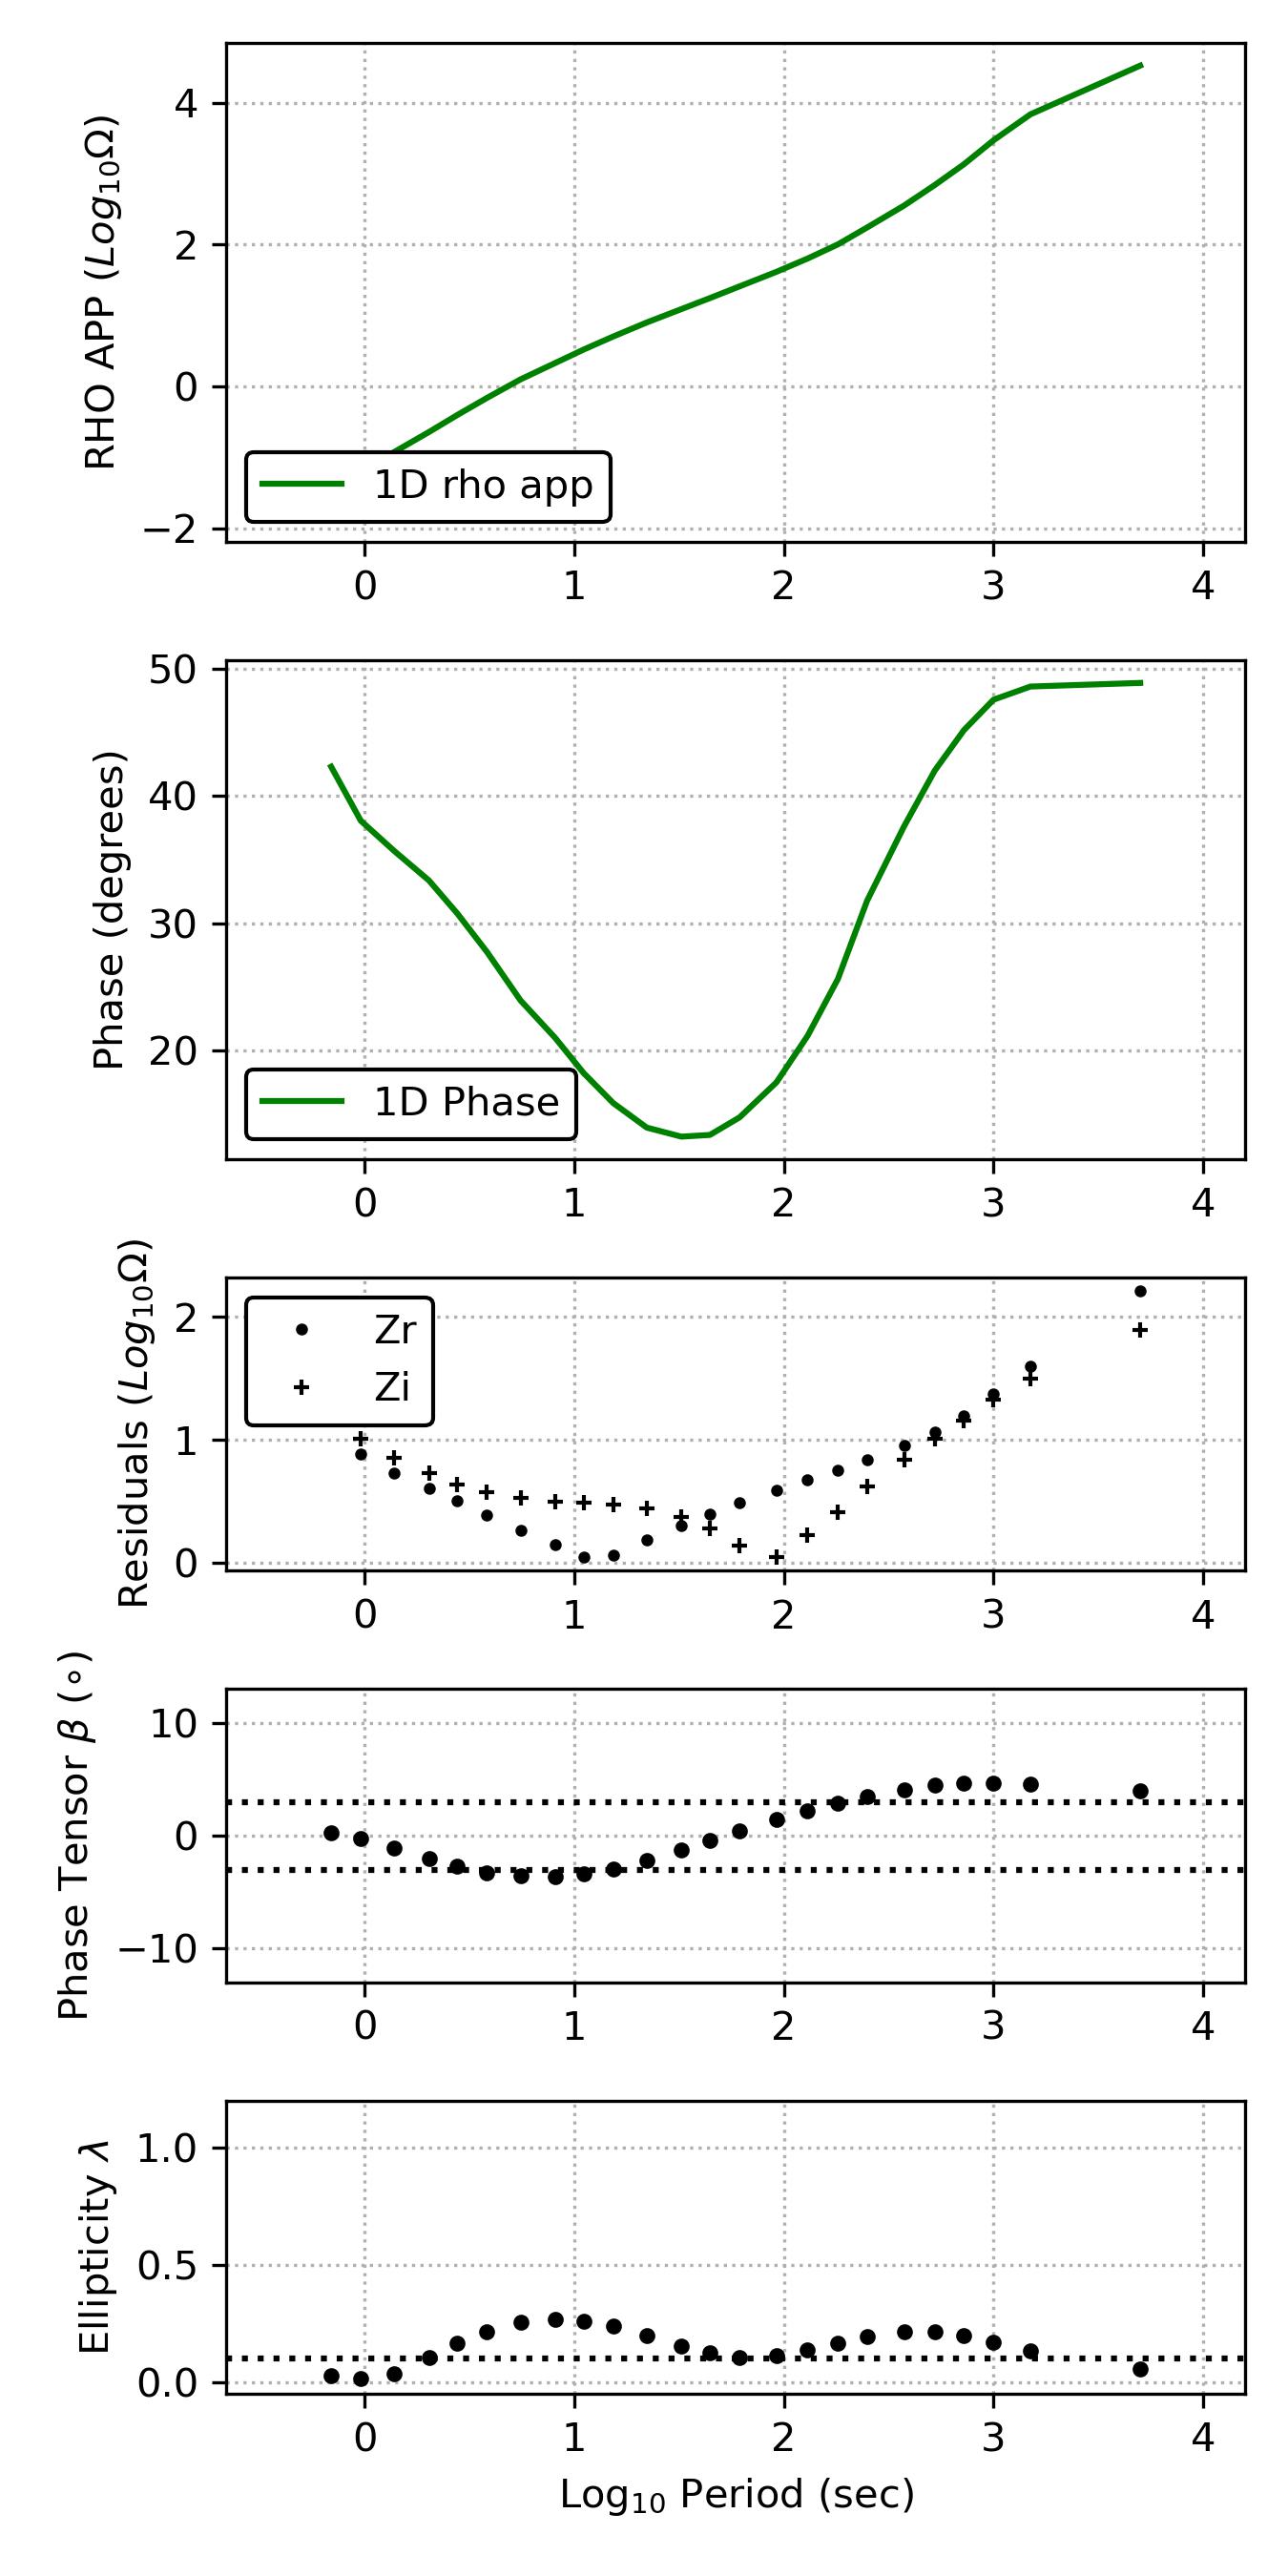 RHO APP (Log₁₀Ω)
4
2
0
−2
1D rho app
0 1 2 3 4
Phase (degrees)
50
40
30
20
1D Phase
0 1 2 3 4
Residuals (Log₁₀Ω)
2
1
0
Zr
Zi
0 1 2 3 4
Phase Tensor β (∘)
10
0
−10
0 1 2 3 4
Ellipticity λ
1.0
0.5
0.0
0 1 2 3 4
Log₁₀ Period (sec)